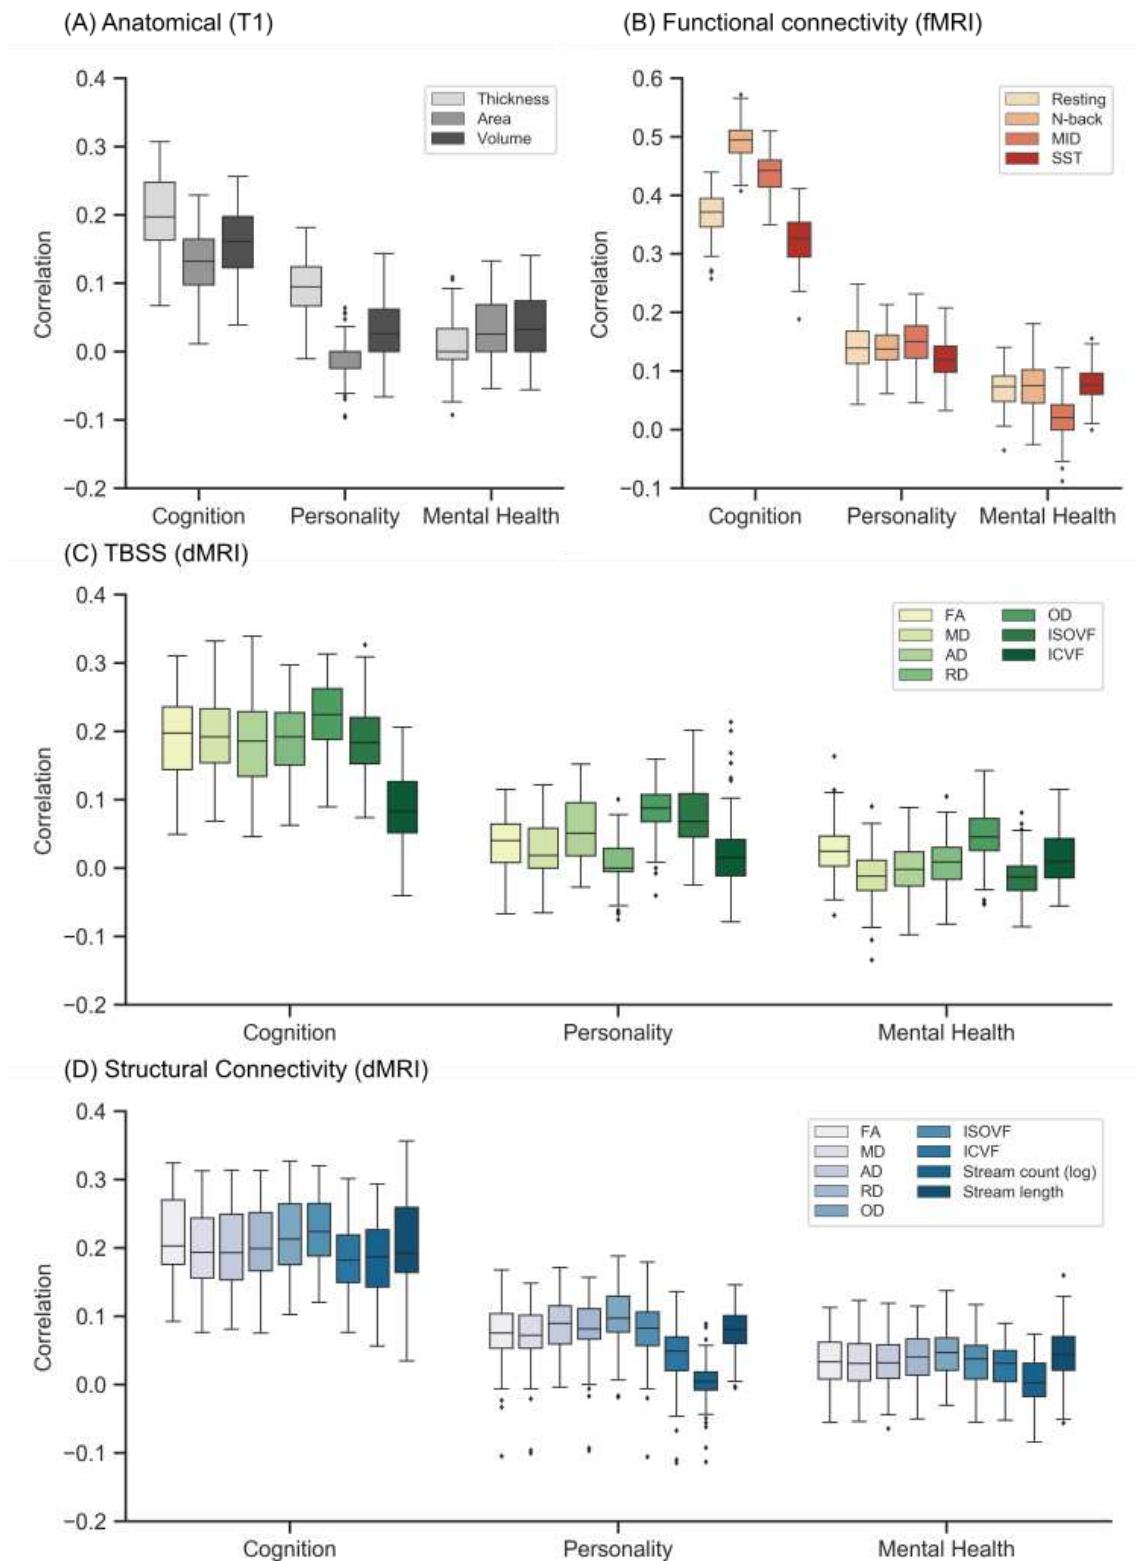 (A) Anatomical (T1)
(B) Functional connectivity (fMRI)
0.4
0.3
0.2
0.1
0.0
−0.1
−0.2
Correlation
Thickness
Area
Volume
Cognition
Personality
Mental Health
0.6
0.5
0.4
0.3
0.2
0.1
0.0
−0.1
Correlation
Resting
N-back
MID
SST
Cognition
Personality
Mental Health
(C) TBSS (dMRI)
0.4
0.3
0.2
0.1
0.0
−0.1
−0.2
Correlation
FA
MD
AD
RD
OD
ISOVF
ICVF
Cognition
Personality
Mental Health
(D) Structural Connectivity (dMRI)
0.4
0.3
0.2
0.1
0.0
−0.1
−0.2
Correlation
FA
MD
AD
RD
OD
ISOVF
ICVF
Stream count (log)
Stream length
Cognition
Personality
Mental Health